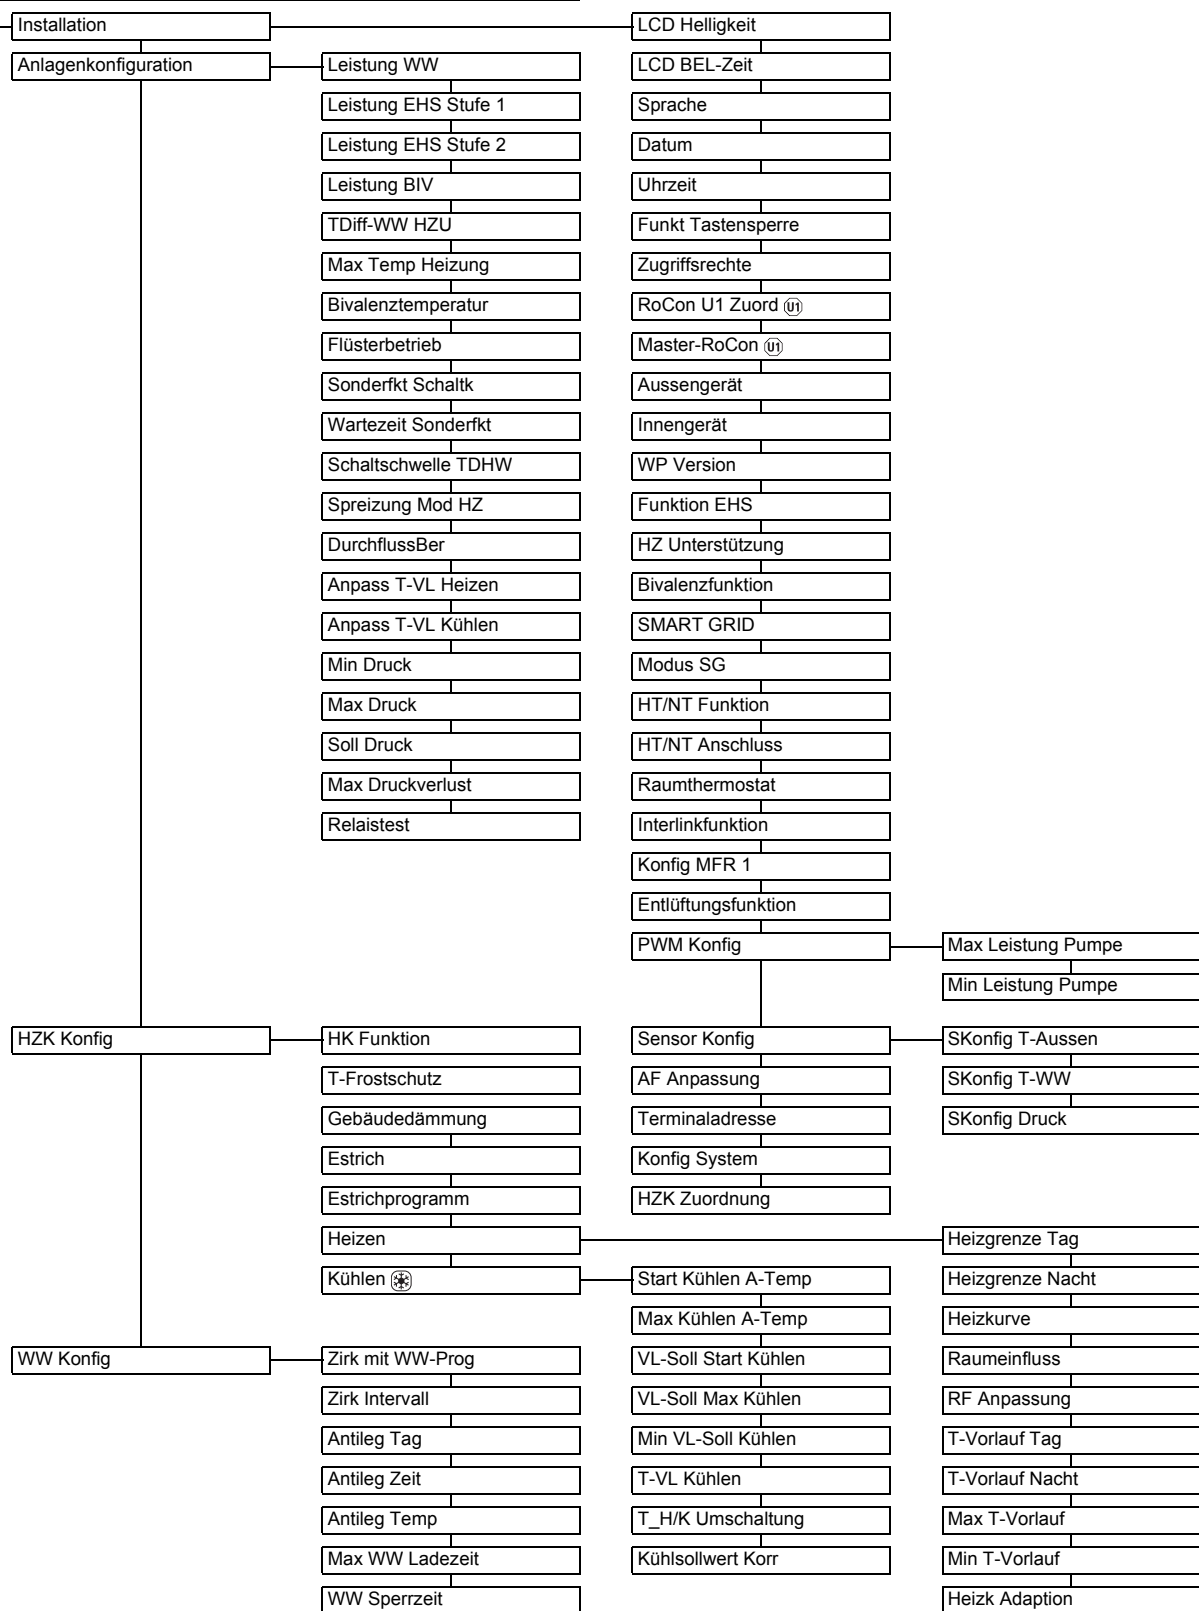 Installation
LCD Helligkeit
Anlagenkonfiguration
Leistung WW
LCD BEL-Zeit
Leistung EHS Stufe 1
Sprache
Leistung EHS Stufe 2
Datum
Leistung BIV
Uhrzeit
TDiff-WW HZU
Funkt Tastensperre
Max Temp Heizung
Zugriffsrechte
Bivalenztemperatur
RoCon U1 Zuord U1
Flüsterbetrieb
Master-RoCon U1
Sonderfkt Schaltk
Aussengerät
Wartezeit Sonderfkt
Innengerät
Schaltschwelle TDHW
WP Version
Spreizung Mod HZ
Funktion EHS
DurchflussBer
HZ Unterstützung
Anpass T-VL Heizen
Bivalenzfunktion
Anpass T-VL Kühlen
SMART GRID
Min Druck
Modus SG
Max Druck
HT/NT Funktion
Soll Druck
HT/NT Anschluss
Max Druckverlust
Raumthermostat
Relaistest
Interlinkfunktion
Konfig MFR 1
Entlüftungsfunktion
PWM Konfig
Max Leistung Pumpe
Min Leistung Pumpe
HZK Konfig
HK Funktion
Sensor Konfig
SKonfig T-Aussen
T-Frostschutz
AF Anpassung
SKonfig T-WW
Gebäudedämmung
Terminaladresse
SKonfig Druck
Estrich
Konfig System
Estrichprogramm
HZK Zuordnung
Heizen
Heizgrenze Tag
Kühlen
Start Kühlen A-Temp
Heizgrenze Nacht
Max Kühlen A-Temp
Heizkurve
WW Konfig
Zirk mit WW-Prog
VL-Soll Start Kühlen
Raumeinfluss
Zirk Intervall
VL-Soll Max Kühlen
RF Anpassung
Antileg Tag
Min VL-Soll Kühlen
T-Vorlauf Tag
Antileg Zeit
T-VL Kühlen
T-Vorlauf Nacht
Antileg Temp
T_H/K Umschaltung
Max T-Vorlauf
Max WW Ladezeit
Kühlsollwert Korr
Min T-Vorlauf
WW Sperrzeit
Heizk Adaption